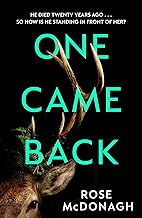 HE DIED TWENTY YEARS AGO . . .
SO HOW IS HE STANDING IN FRONT OF HER?
ONE
CAME
BACK
ROSE
McDONAGH